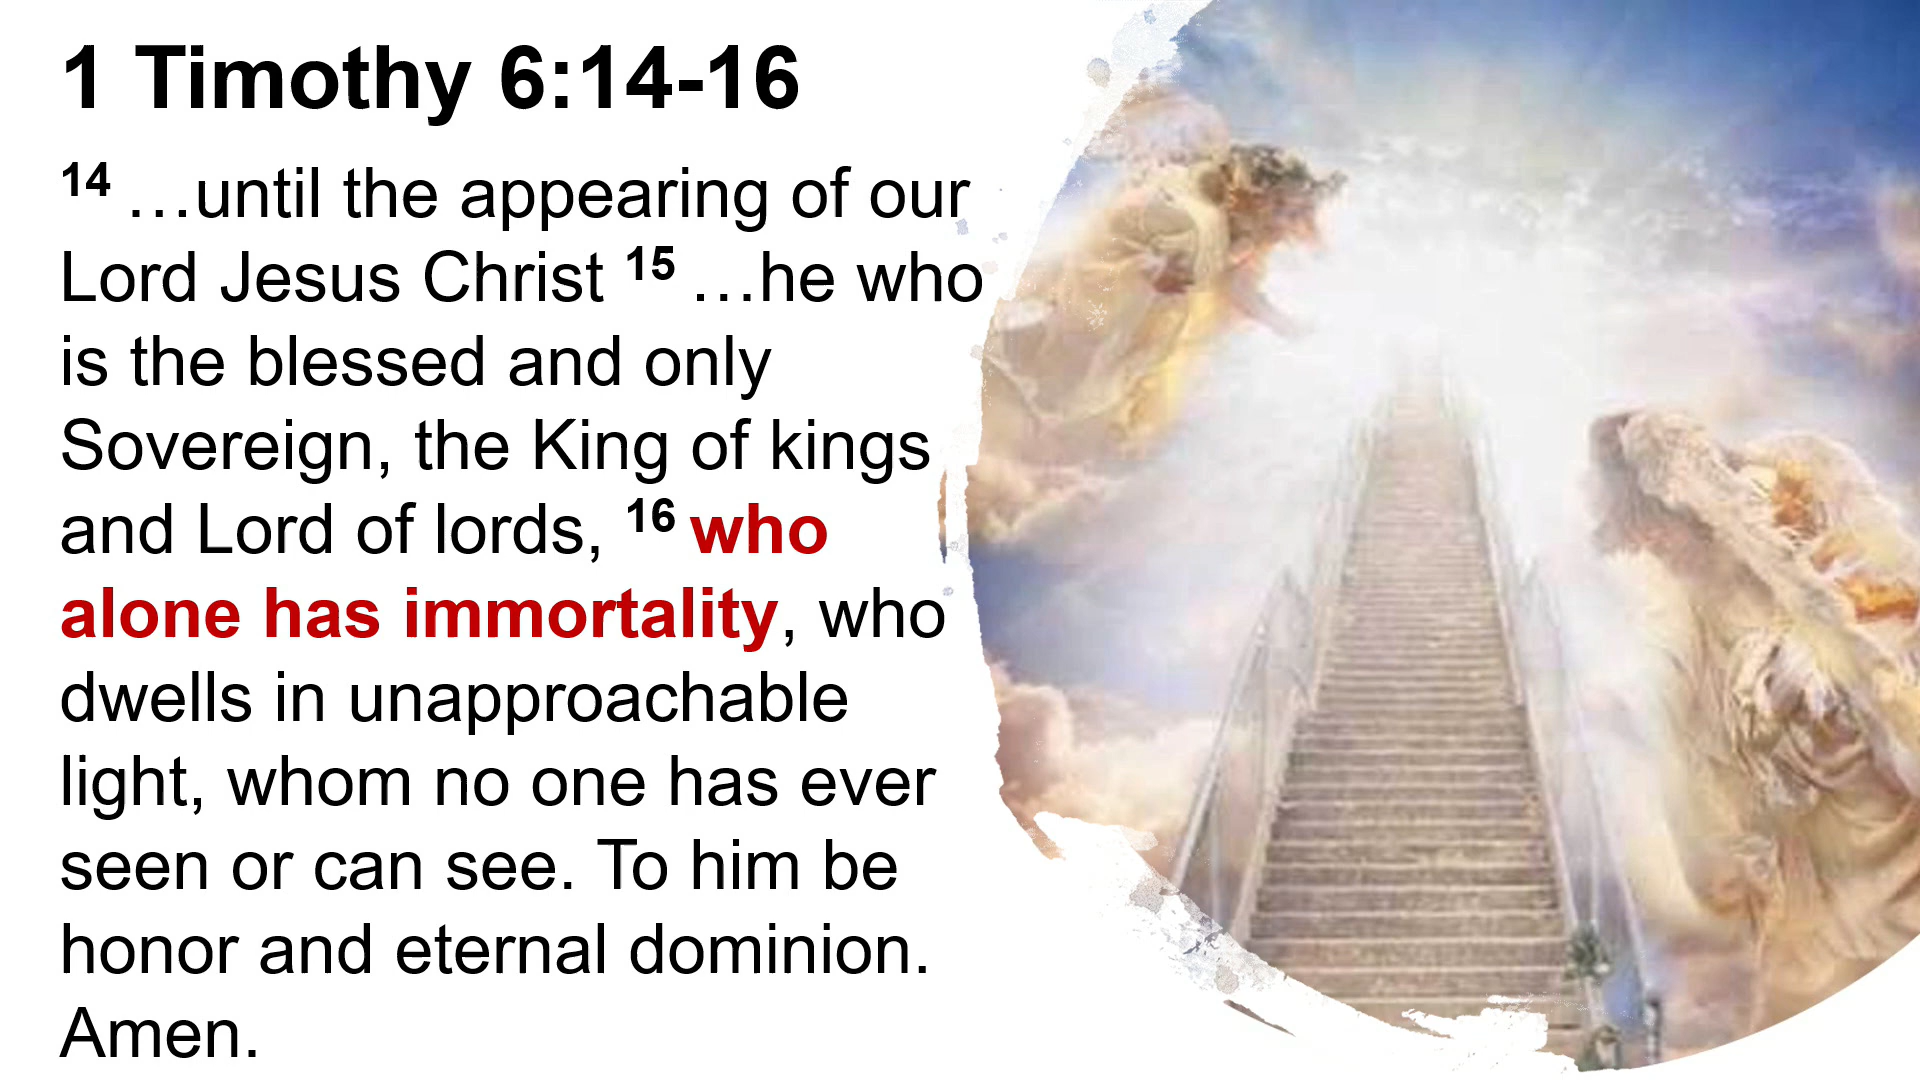 1 Timothy 6:14-16
14 …until the appearing of our
Lord Jesus Christ 15 …he who
is the blessed and only
Sovereign, the King of kings
and Lord of lords, 16 who
alone has immortality, who
dwells in unapproachable
light, whom no one has ever
seen or can see. To him be
honor and eternal dominion.
Amen.